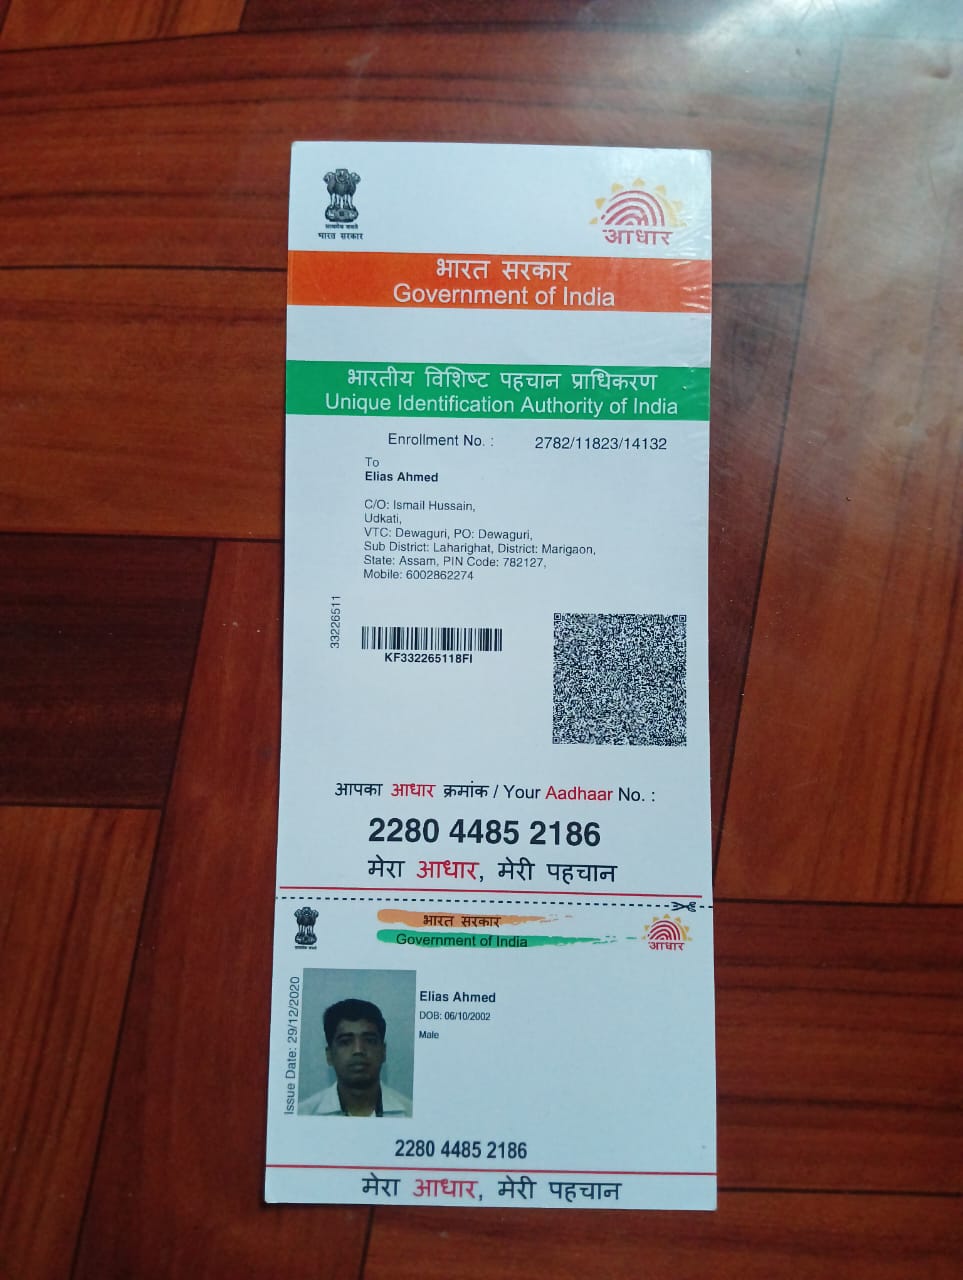 सत्यमेव जयते
भारत सरकार
आधार
भारत सरकार
Government of India
भारतीय विशिष्ट पहचान प्राधिकरण
Unique Identification Authority of India
Enrollment No. : 2782/11823/14132
To
Elias Ahmed
C/O: Ismail Hussain,
Udkati,
VTC: Dewaguri, PO: Dewaguri,
Sub District: Laharighat, District: Marigaon,
State: Assam, PIN Code: 782127,
Mobile: 6002862274
33226511
KF332265118FI
आपका आधार क्रमांक / Your Aadhaar No. :
2280 4485 2186
मेरा आधार, मेरी पहचान
भारत सरकार
Government of India
आधार
Issue Date: 29/12/2020
Elias Ahmed
DOB: 06/10/2002
Male
2280 4485 2186
मेरा आधार, मेरी पहचान